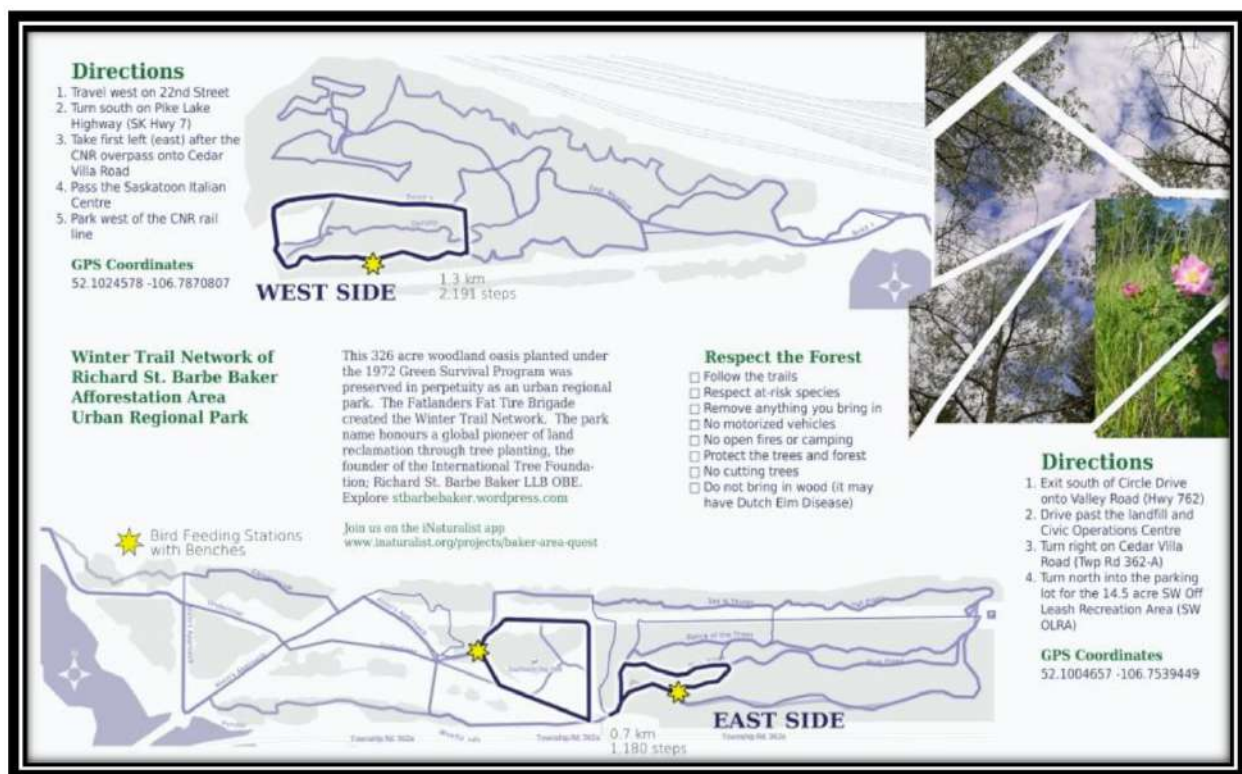 Directions
1. Travel west on 22nd Street
2. Turn south on Pike Lake
Highway (SK Hwy 7)
3. Take first left (east) after the
CNR overpass onto Cedar
Villa Road
4. Pass the Saskatoon Italian
Centre
5. Park west of the CNR rail
line
GPS Coordinates
52.1024578 -106.7870807
WEST SIDE
1.3 km
2.191 steps
Winter Trail Network of
Richard St. Barbe Baker
Afforestation Area
Urban Regional Park
This 326 acre woodland oasis planted under
the 1972 Green Survival Program was
preserved in perpetuity as an urban regional
park. The Fatlanders Fat Tire Brigade
created the Winter Trail Network. The park
name honours a global pioneer of land
reclamation through tree planting, the
founder of the International Tree Founda-
tion; Richard St. Barbe Baker LLB OBE.
Explore stbarbebaker.wordpress.com
Join us on the iNaturalist app
www.inaturalist.org/projects/baker-area-quest
Respect the Forest
Follow the trails
Respect at-risk species
Remove anything you bring in
No motorized vehicles
No open fires or camping
Protect the trees and forest
No cutting trees
Do not bring in wood (it may
have Dutch Elm Disease)
Directions
1. Exit south of Circle Drive
onto Valley Road (Hwy 762)
2. Drive past the landfill and
Civic Operations Centre
3. Turn right on Cedar Villa
Road (Twp Rd 362-A)
4. Turn north into the parking
lot for the 14.5 acre SW Off
Leash Recreation Area (SW
OLRA)
GPS Coordinates
52.1004657 -106.7539449
Bird Feeding Stations
with Benches
EAST SIDE
0.7 km
1.180 steps
Township Rd. 362a
Township Rd. 362a
Township Rd. 362a